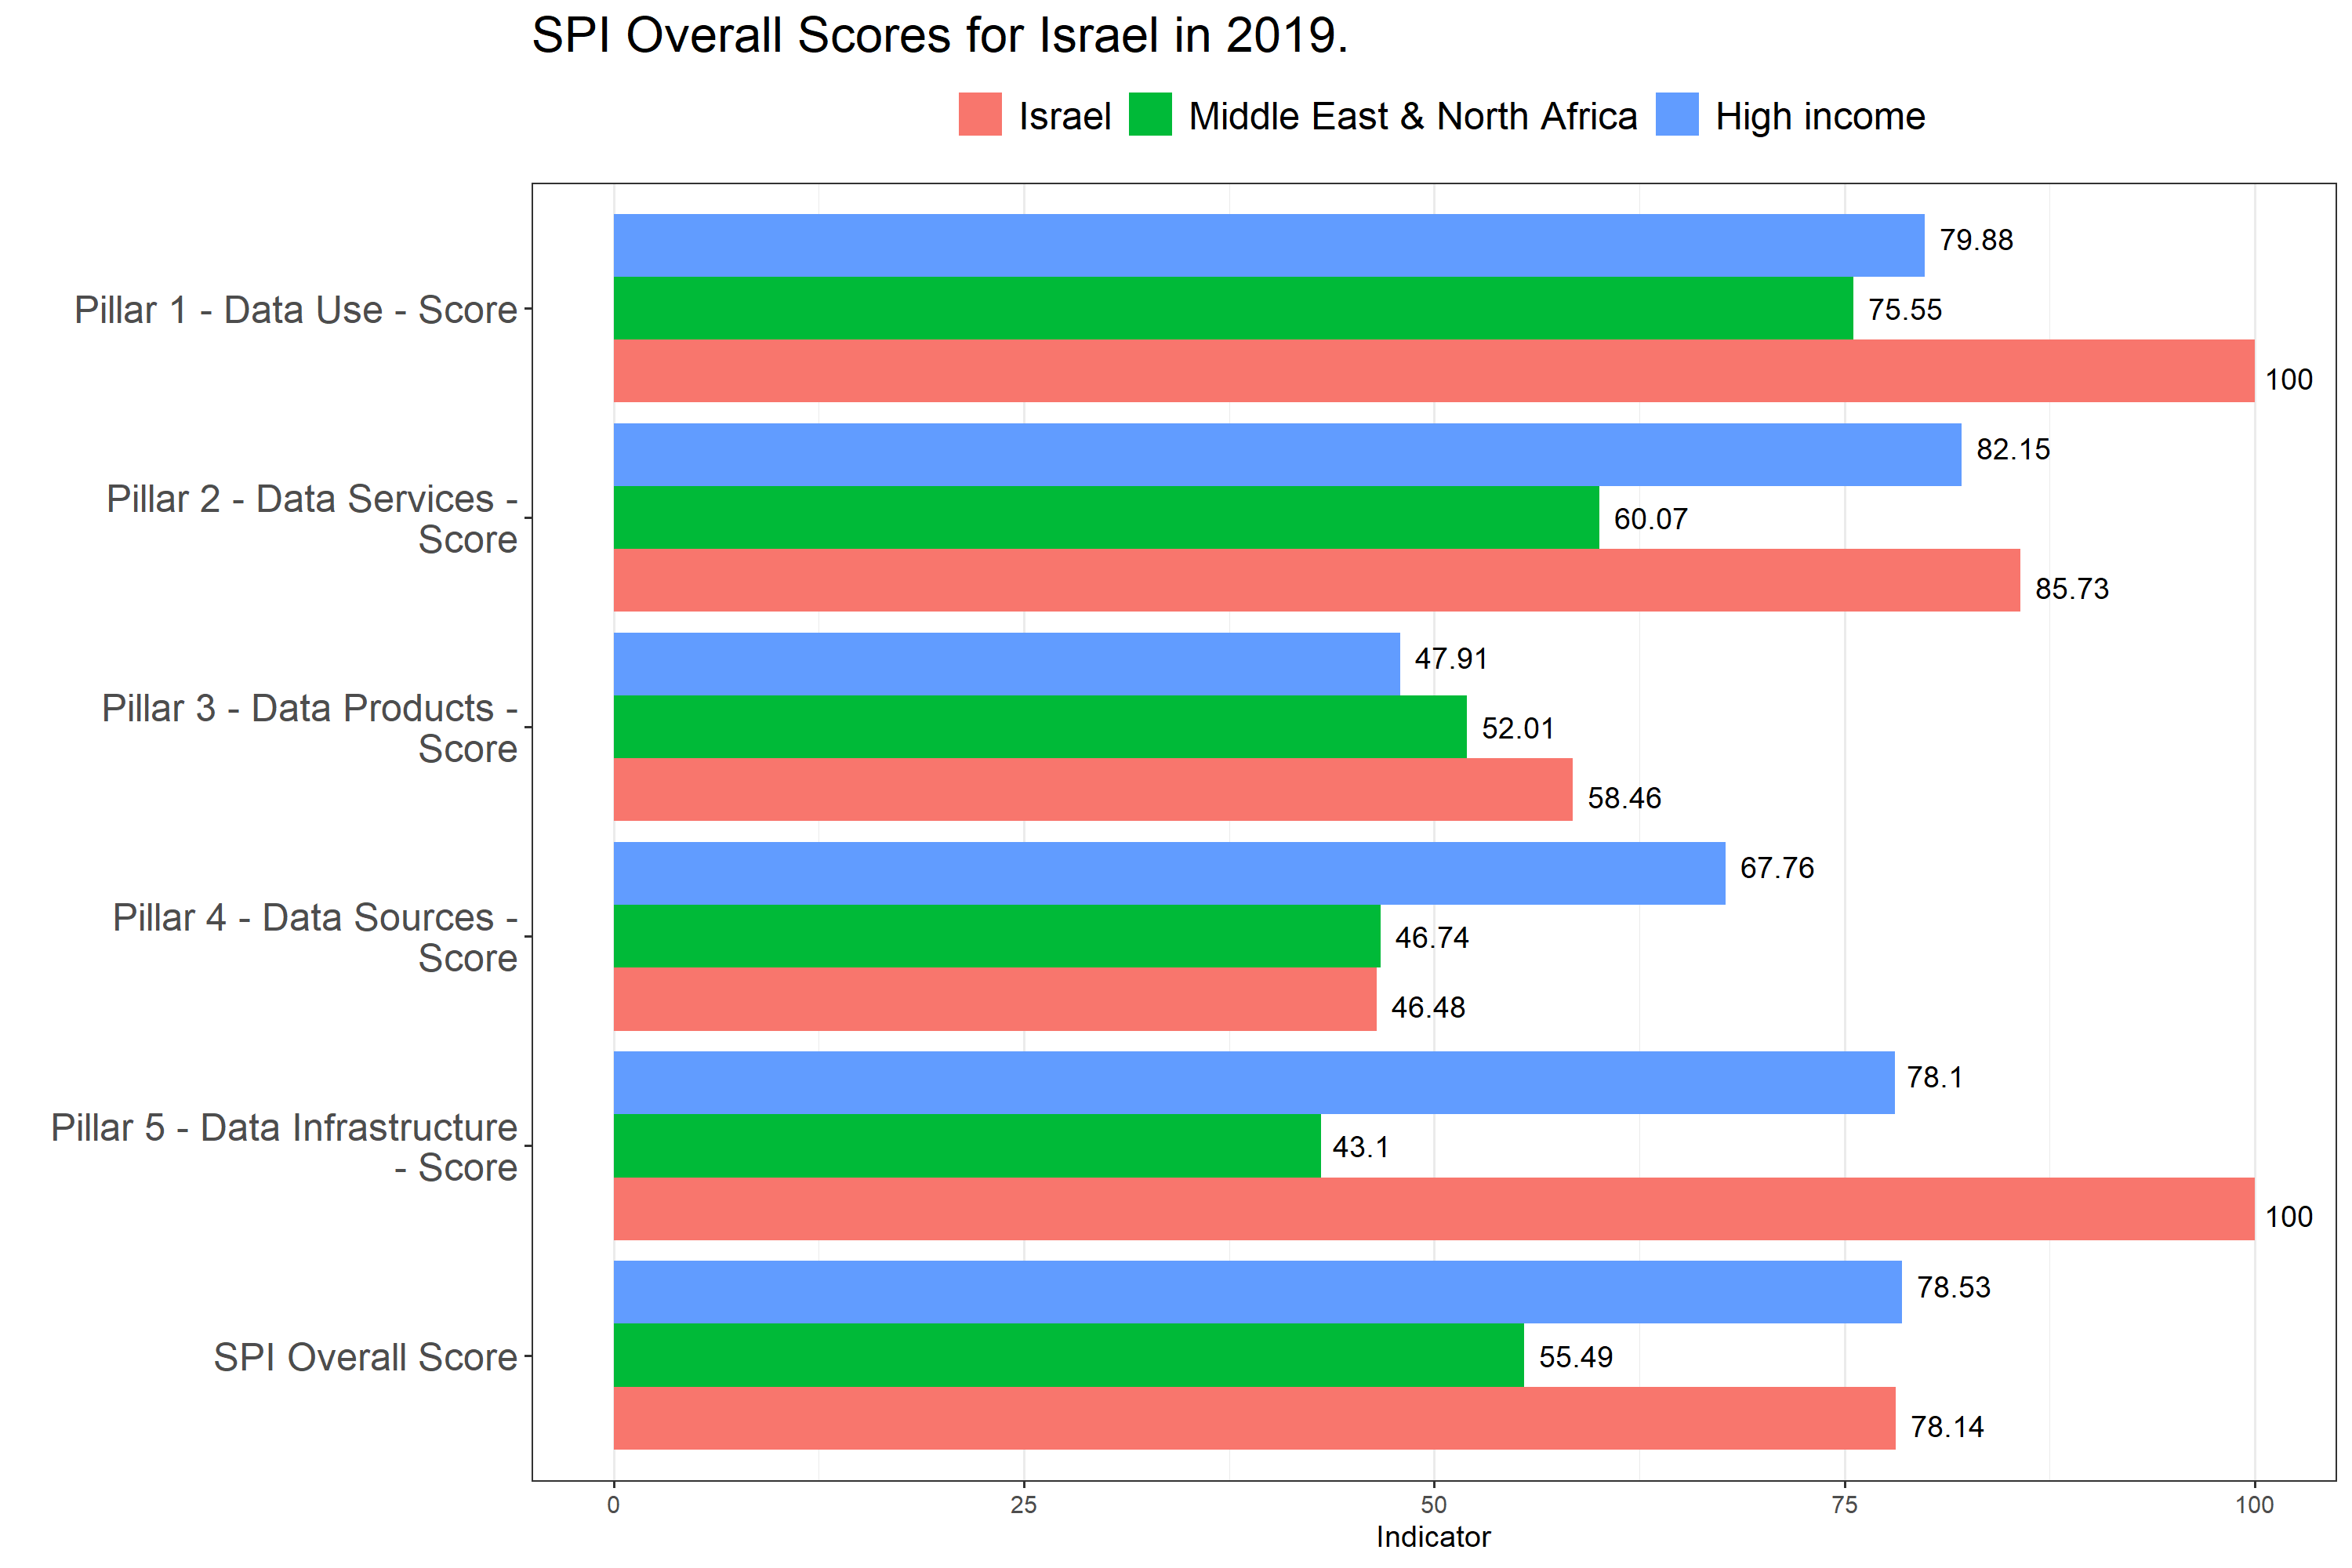 SPI Overall Scores for Israel in 2019.
Israel Middle East & North Africa High income
Pillar 1 - Data Use - Score
79.88
75.55
100
Pillar 2 - Data Services -
Score
82.15
60.07
85.73
Pillar 3 - Data Products -
Score
47.91
52.01
58.46
Pillar 4 - Data Sources -
Score
67.76
46.74
46.48
Pillar 5 - Data Infrastructure
- Score
78.1
43.1
100
SPI Overall Score
78.53
55.49
78.14
0 25 50 75 100
Indicator